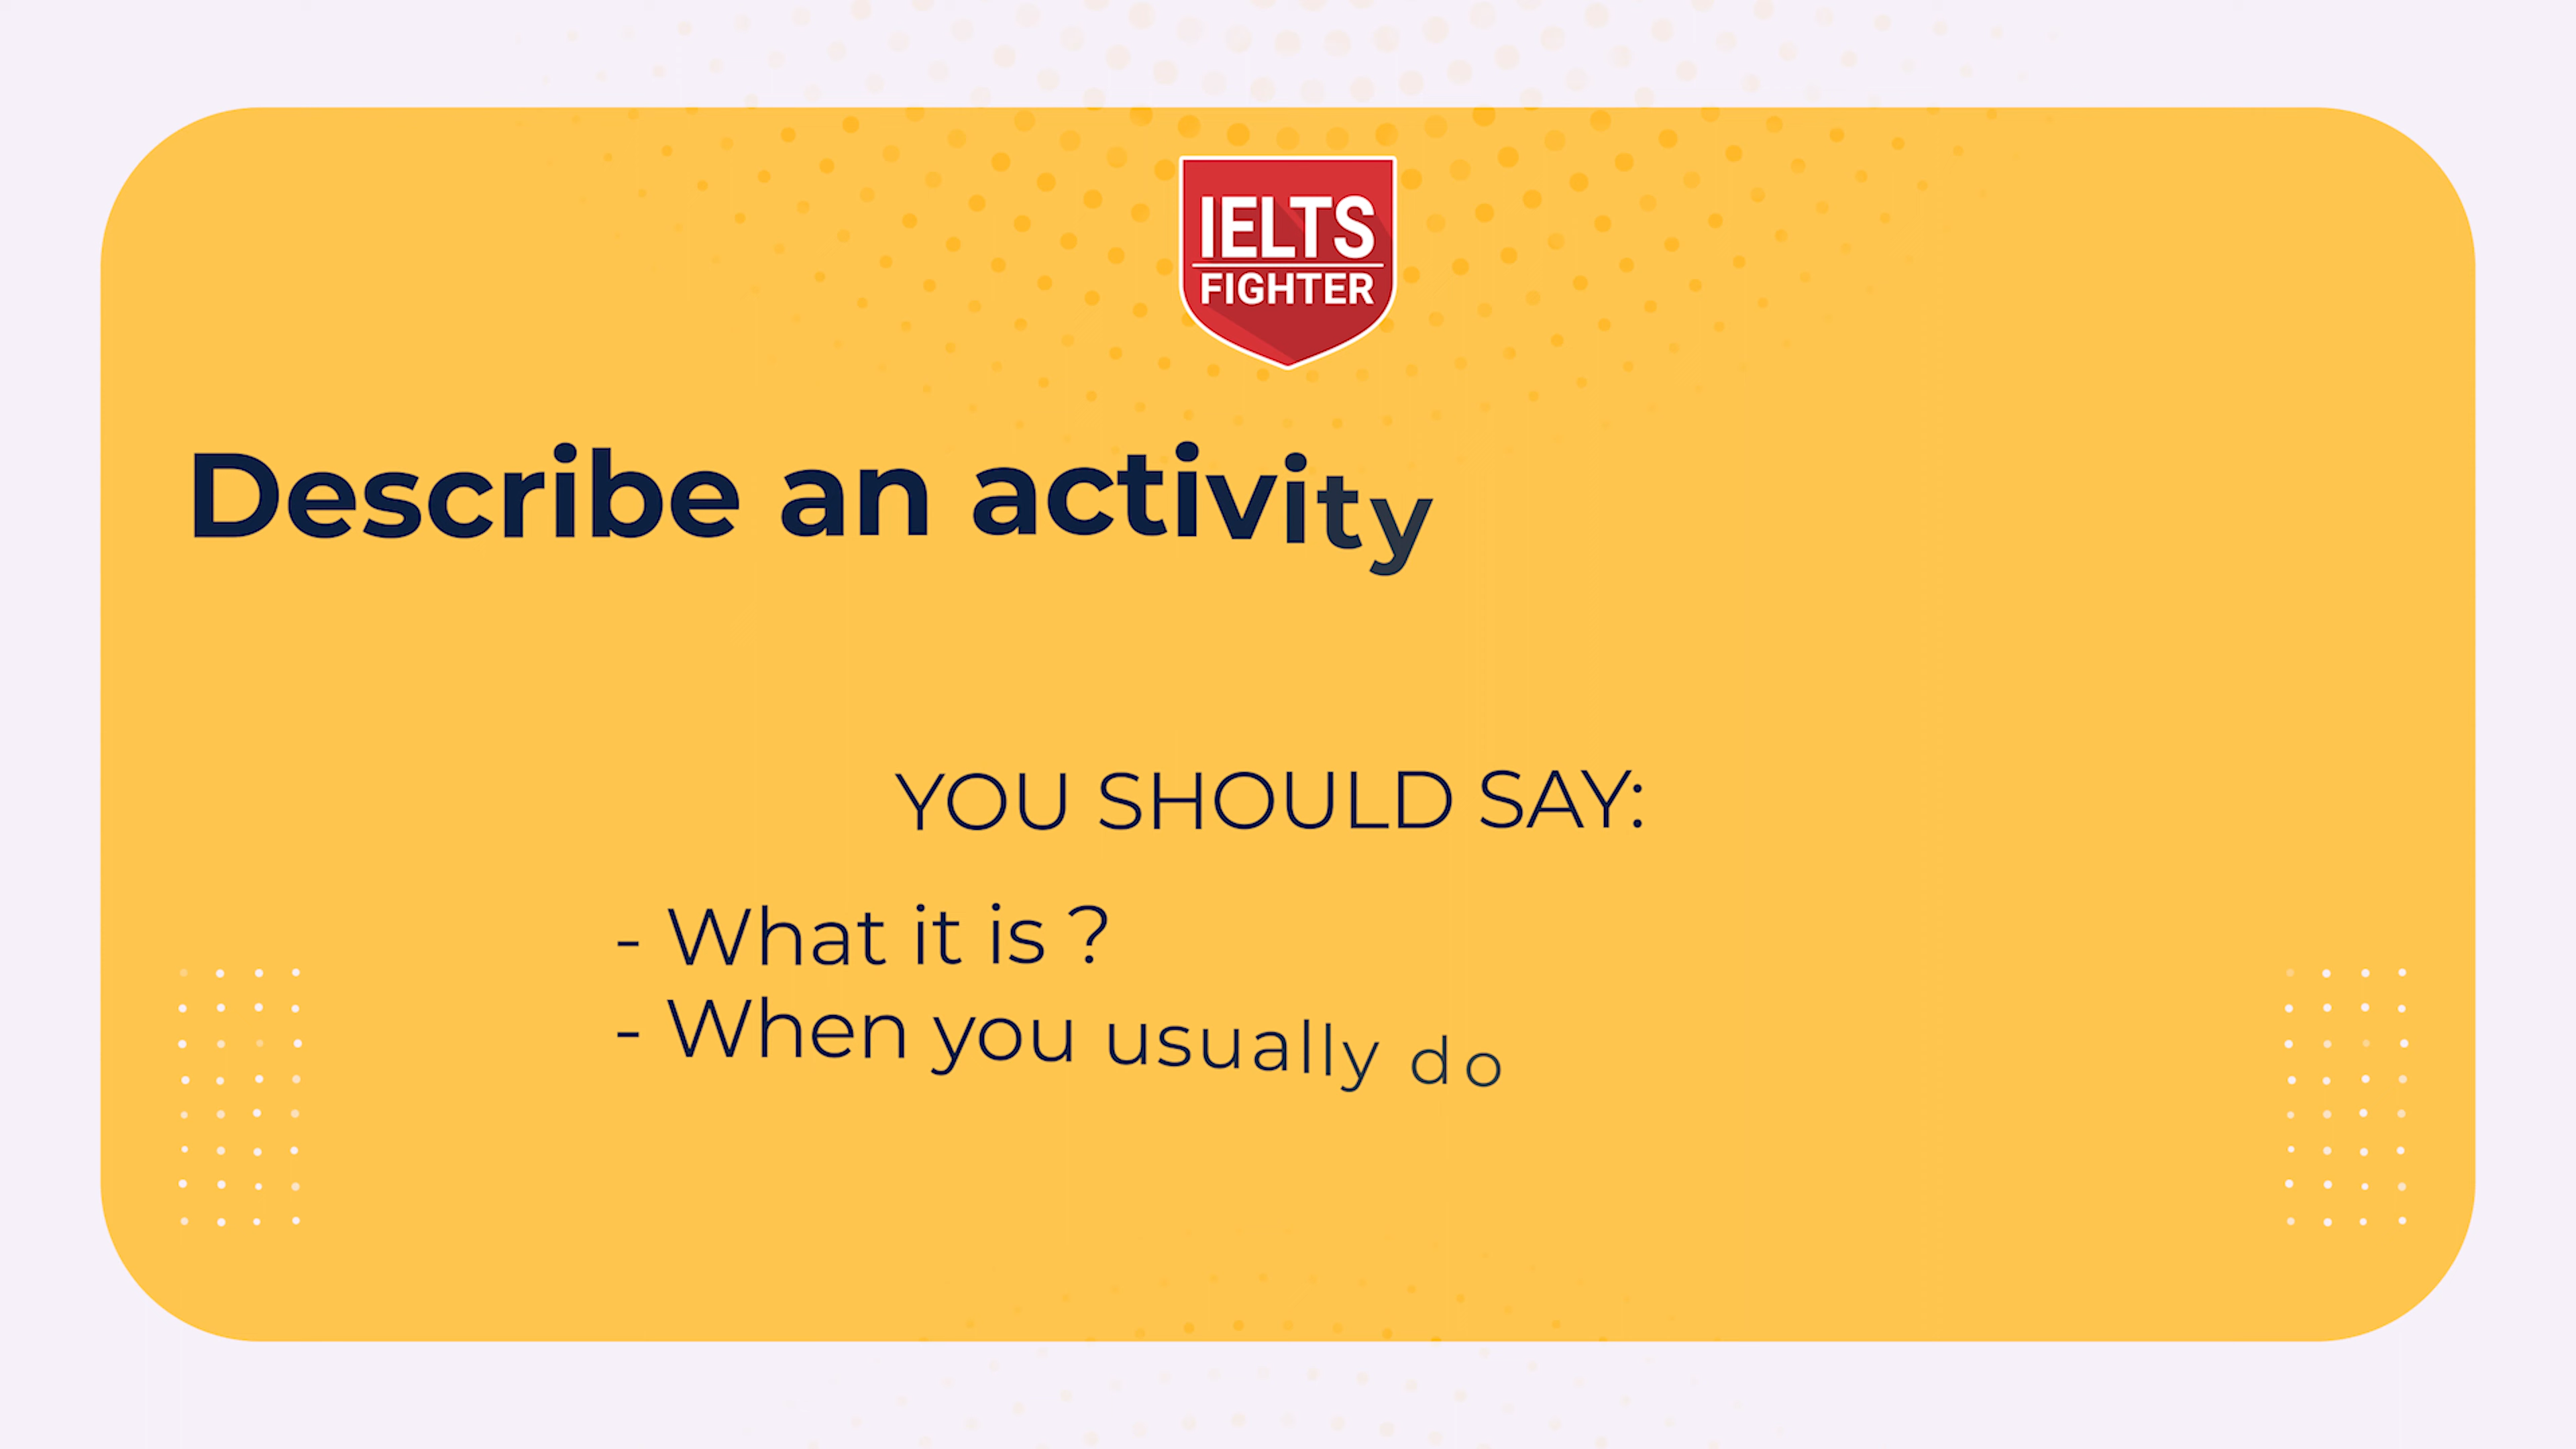 IELTS
FIGHTER
Describe an activity
YOU SHOULD SAY:
- What it is ?
- When you usually do